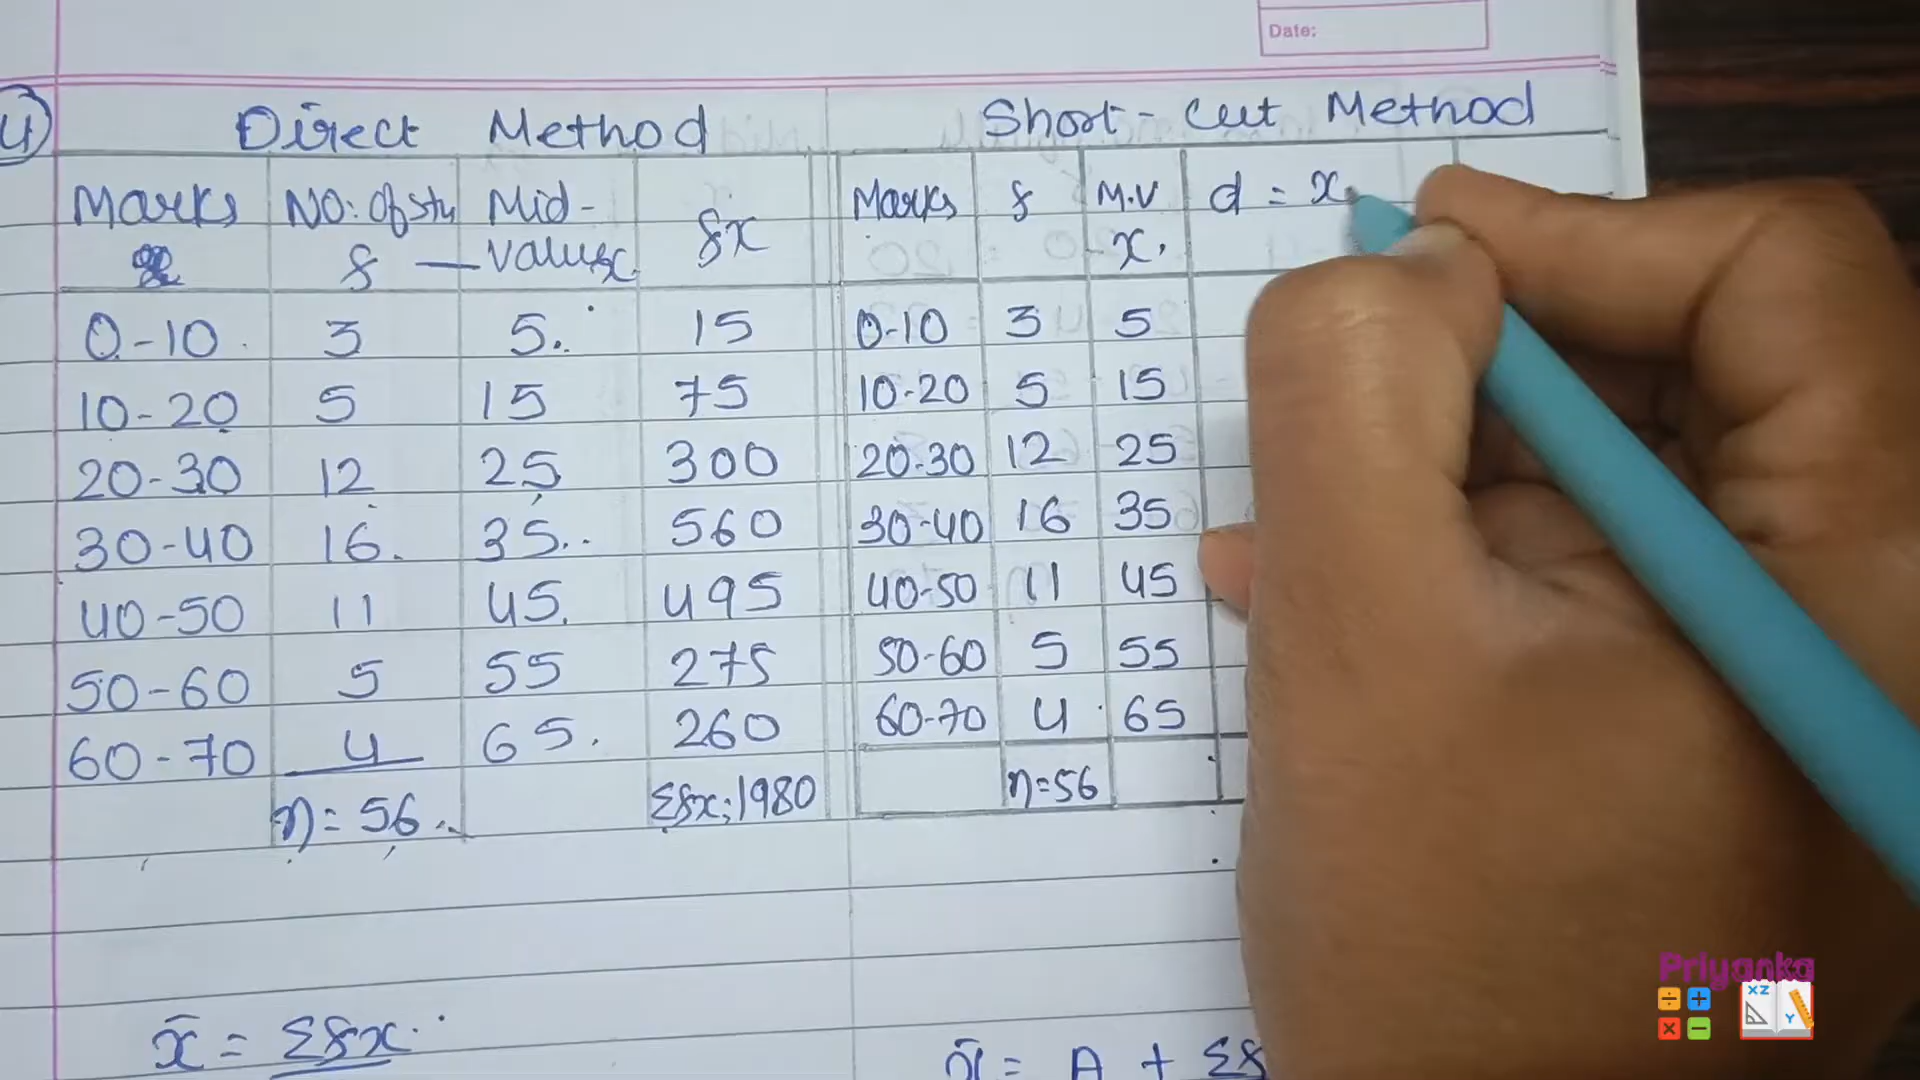 Date:
4
Direct Method
Short-cut Method
Marks No: of stu Mid- fx
f — values x
0-10 3 5 15
10-20 5 15 75
20-30 12 25 300
30-40 16 35 560
40-50 11 45 495
50-60 5 55 275
60-70 4 65 260
n = 56 Σfx = 1980
Marks f M.V d = x
x
0-10 3 5
10-20 5 15
20-30 12 25
30-40 16 35
40-50 11 45
50-60 5 55
60-70 4 65
n=56
x̄ = Σfx
x̄ = A + Σf
Priyanka
÷ + × −
XZ
Y